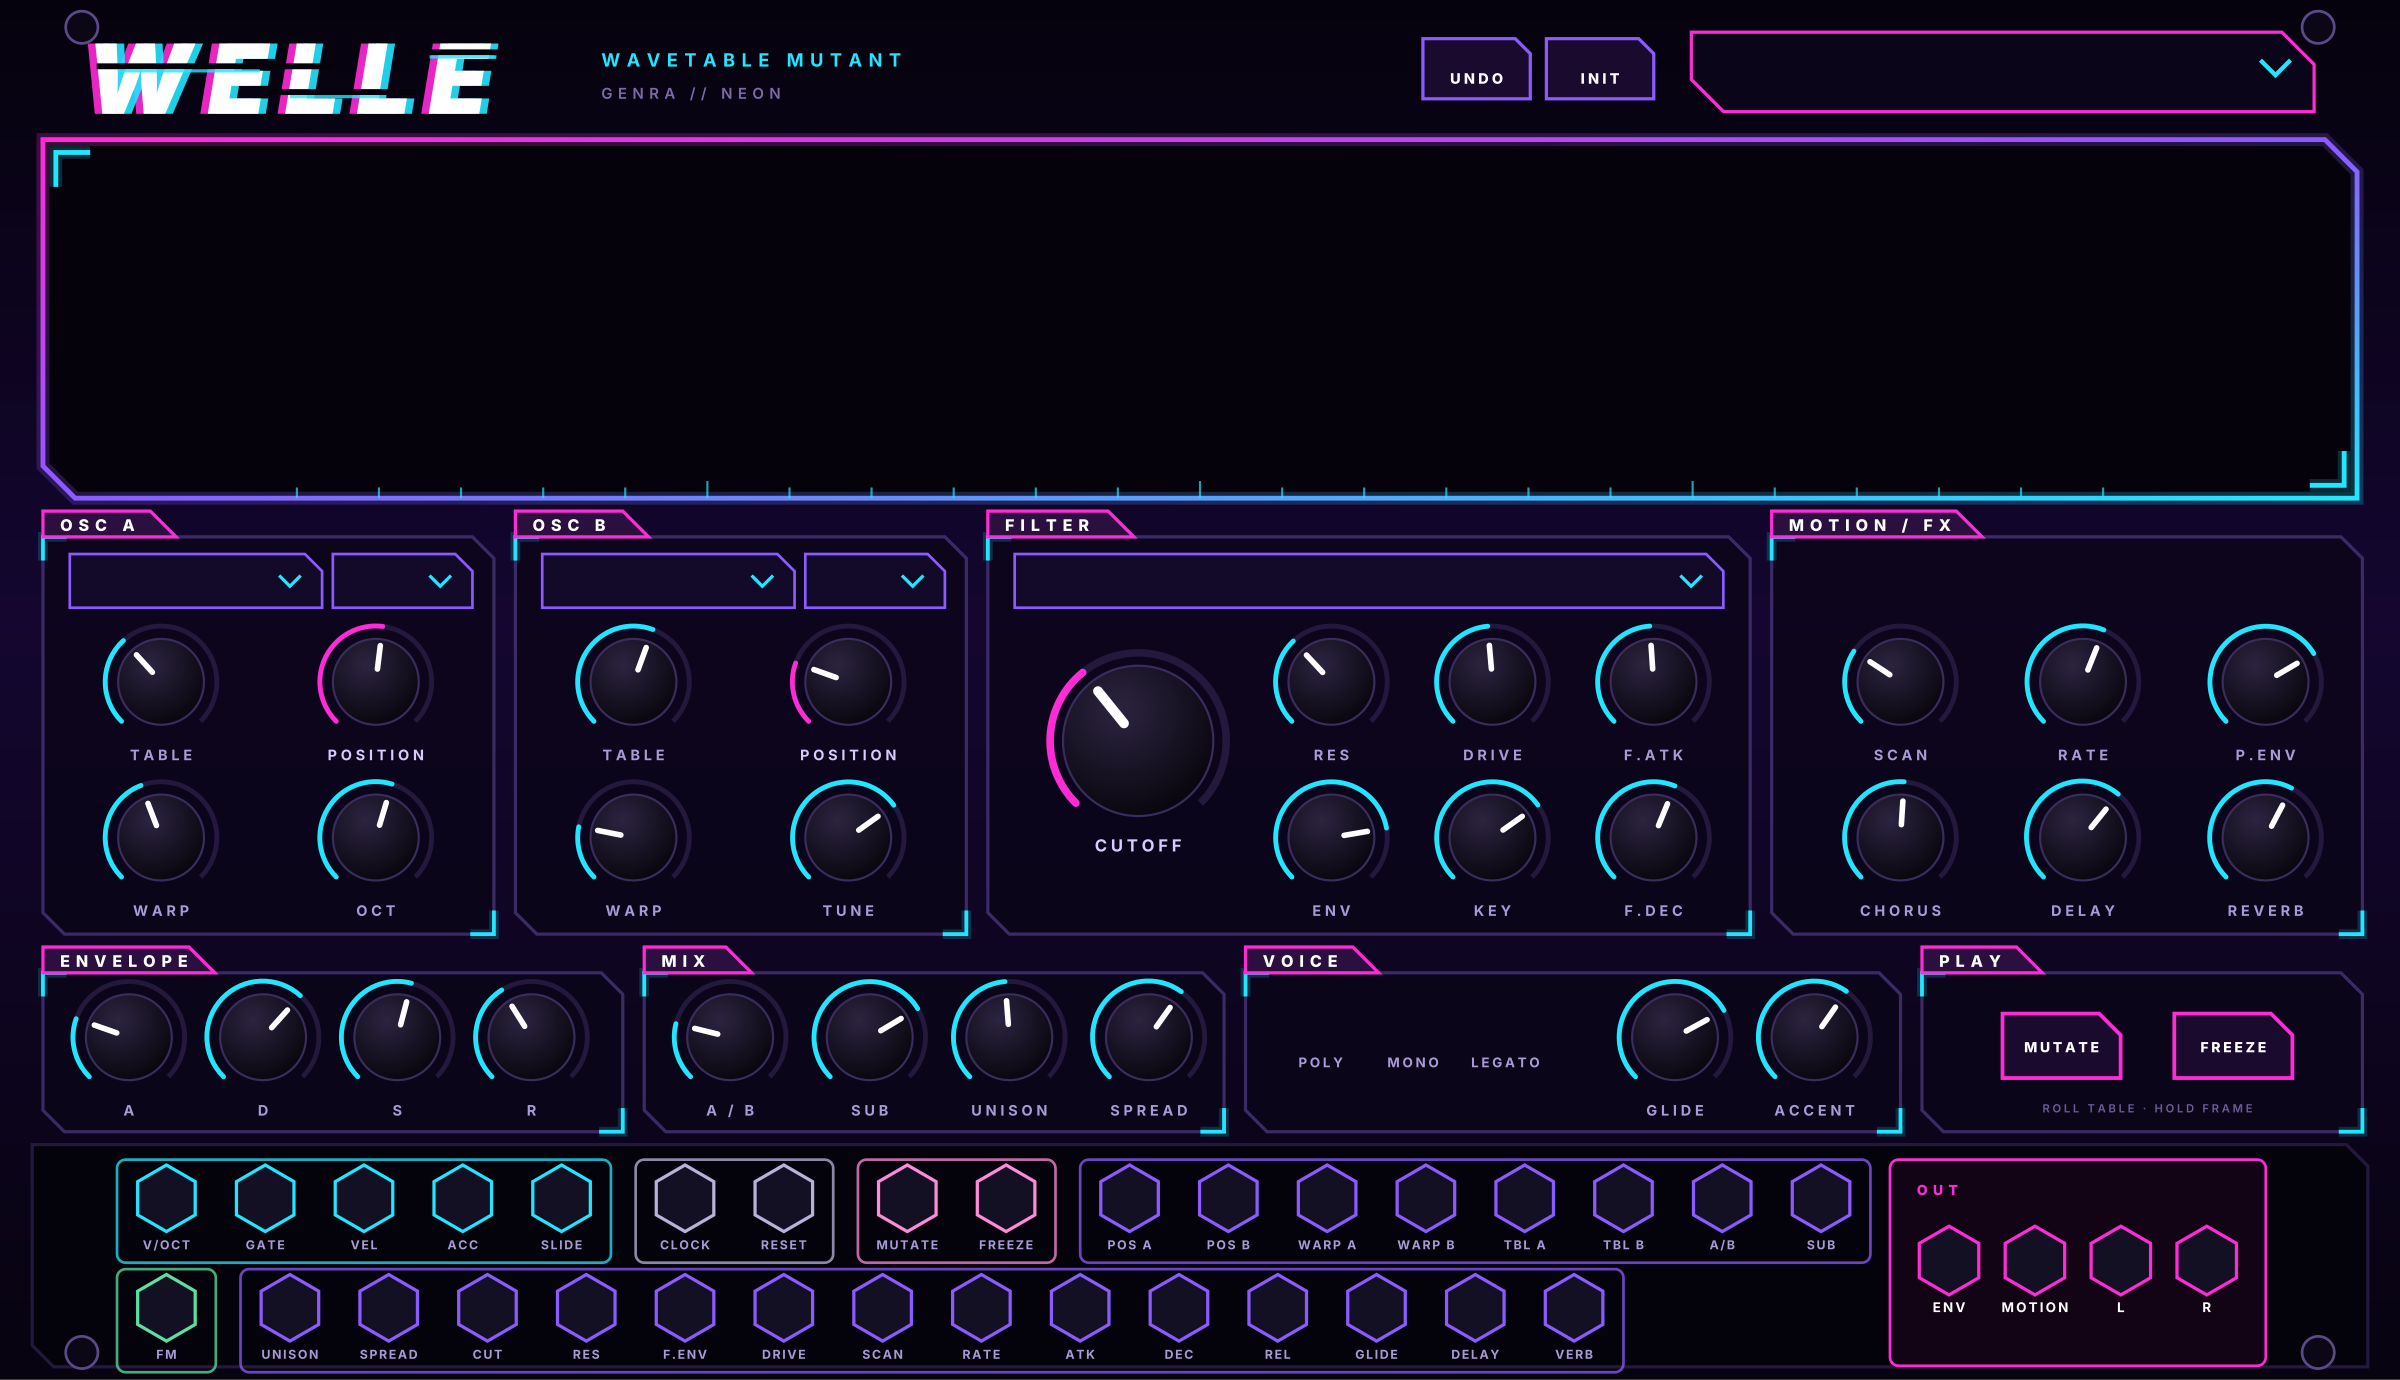 WELLE
WAVETABLE MUTANT
GENRA // NEON
UNDO
INIT
OSC A
OSC B
FILTER
MOTION / FX
TABLE
POSITION
TABLE
POSITION
RES
DRIVE
F.ATK
SCAN
RATE
P.ENV
CUTOFF
WARP
OCT
WARP
TUNE
ENV
KEY
F.DEC
CHORUS
DELAY
REVERB
ENVELOPE
MIX
VOICE
PLAY
MUTATE
FREEZE
POLY
MONO
LEGATO
A
D
S
R
A / B
SUB
UNISON
SPREAD
GLIDE
ACCENT
ROLL TABLE · HOLD FRAME
OUT
V/OCT
GATE
VEL
ACC
SLIDE
CLOCK
RESET
MUTATE
FREEZE
POS A
POS B
WARP A
WARP B
TBL A
TBL B
A/B
SUB
ENV
MOTION
L
R
FM
UNISON
SPREAD
CUT
RES
F.ENV
DRIVE
SCAN
RATE
ATK
DEC
REL
GLIDE
DELAY
VERB